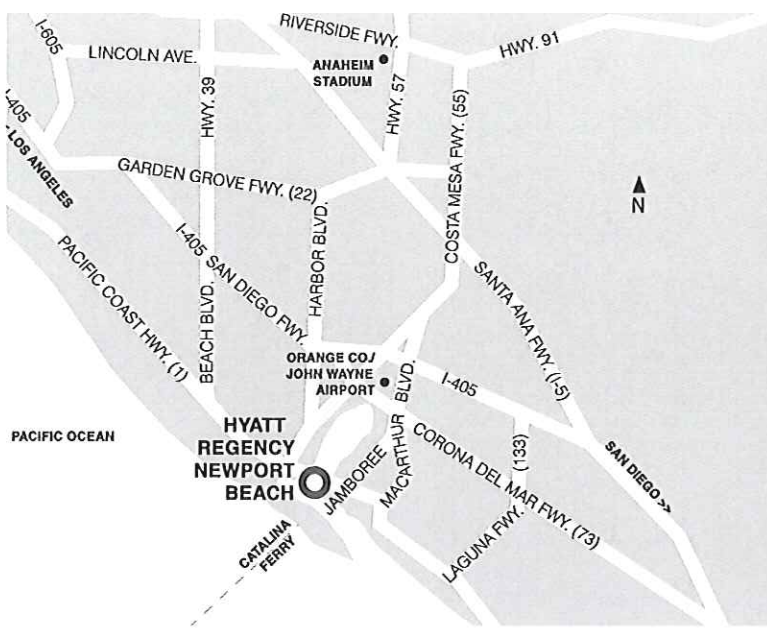 I-605
RIVERSIDE FWY.
HWY. 91
LINCOLN AVE.
ANAHEIM
STADIUM
HWY. 57
HWY. 39
COSTA MESA FWY. (55)
I-405
LOS ANGELES
N
GARDEN GROVE FWY. (22)
HARBOR BLVD.
I-405 SAN DIEGO FWY.
PACIFIC COAST HWY. (1)
BEACH BLVD.
SANTA ANA FWY. (I-5)
ORANGE CO./
JOHN WAYNE
AIRPORT
I-405
MACARTHUR BLVD.
PACIFIC OCEAN
HYATT
REGENCY
NEWPORT
BEACH
JAMBOREE
CORONA DEL MAR FWY. (73)
(133)
LAGUNA FWY.
SAN DIEGO >>
CATALINA
FERRY